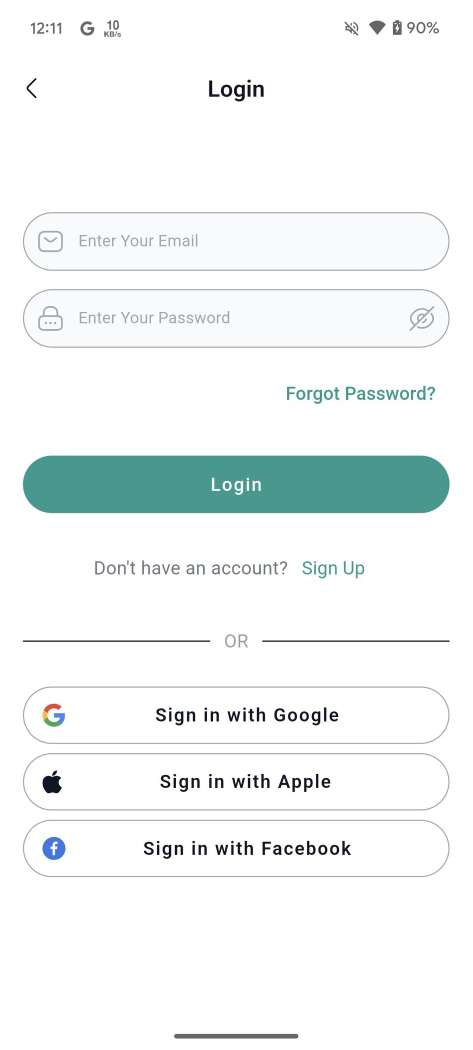 12:11 G 10 KB/s 90%
Login
Enter Your Email
Enter Your Password
Forgot Password?
Login
Don't have an account? Sign Up
OR
Sign in with Google
Sign in with Apple
Sign in with Facebook